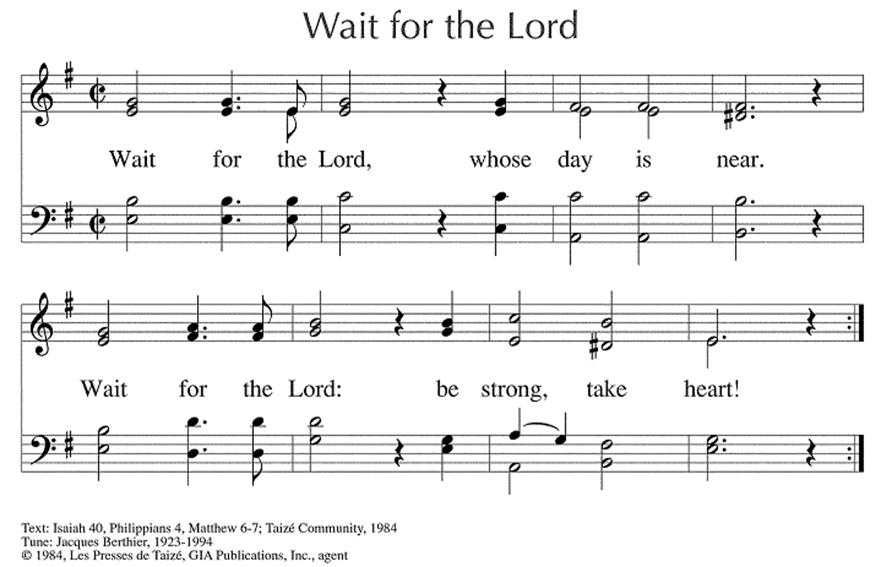 Wait for the Lord
Wait for the Lord, whose day is near.
Wait for the Lord: be strong, take heart!
Text: Isaiah 40, Philippians 4, Matthew 6-7; Taizé Community, 1984
Tune: Jacques Berthier, 1923-1994
© 1984, Les Presses de Taizé, GIA Publications, Inc., agent